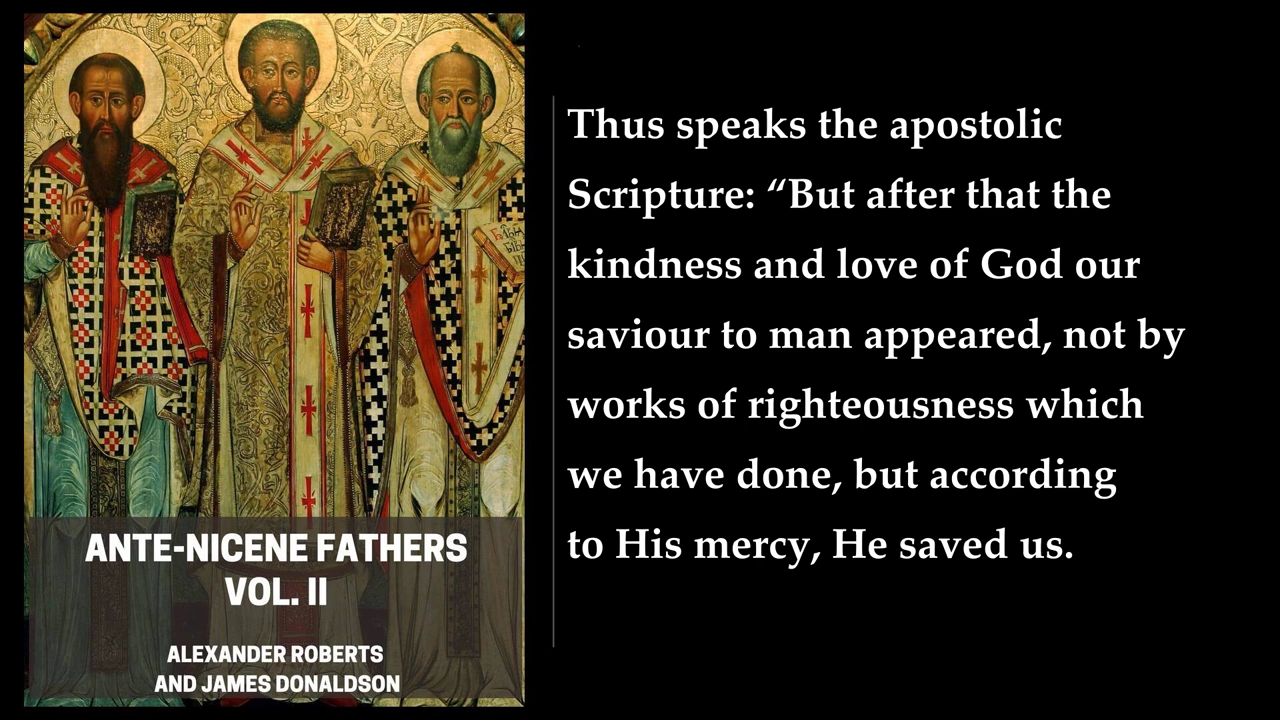 ANTE-NICENE FATHERS
VOL. II
ALEXANDER ROBERTS
AND JAMES DONALDSON
Thus speaks the apostolic
Scripture: “But after that the
kindness and love of God our
saviour to man appeared, not by
works of righteousness which
we have done, but according
to His mercy, He saved us.